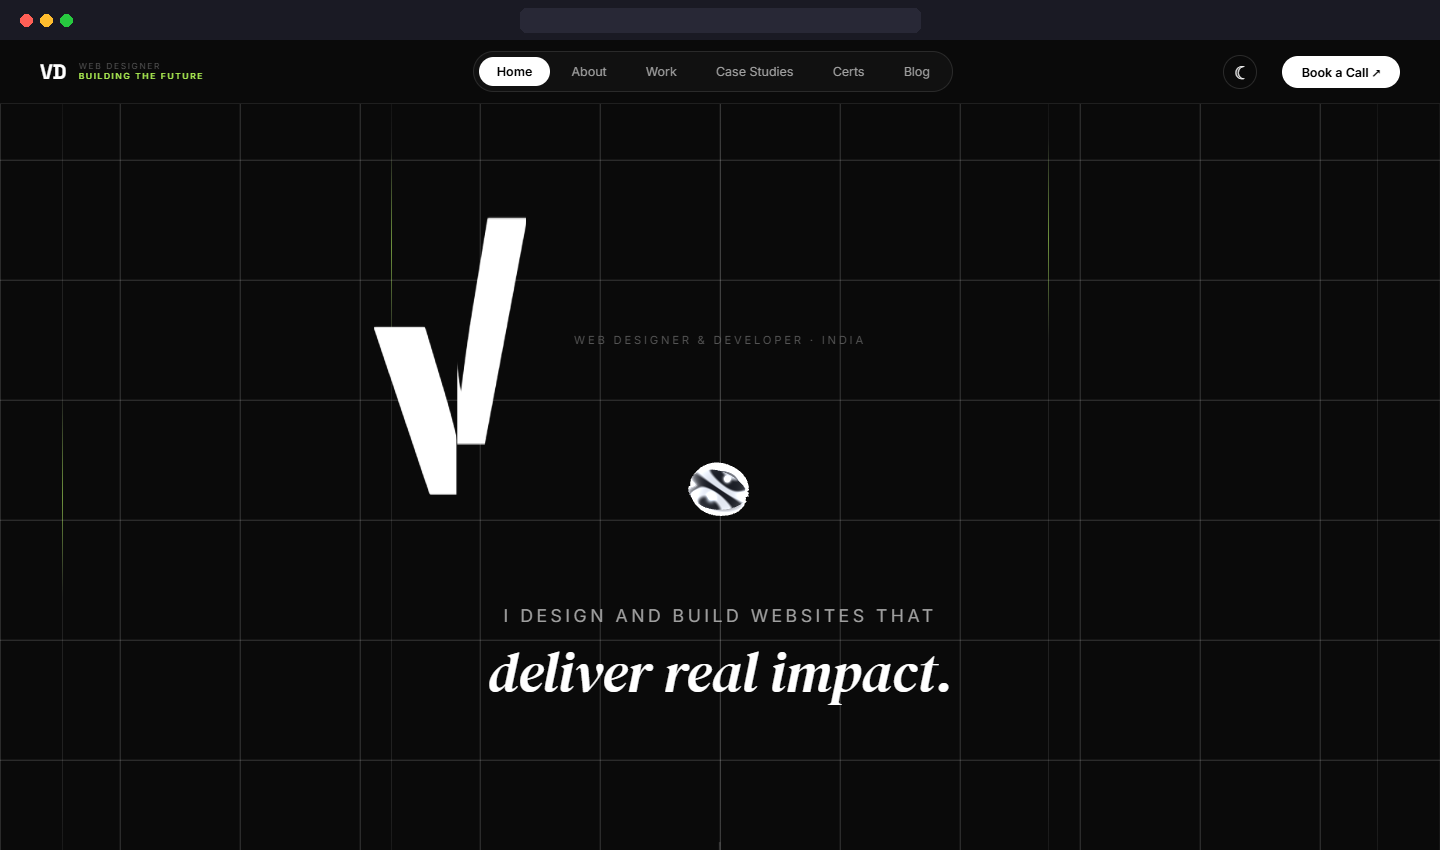 VD
WEB DESIGNER
BUILDING THE FUTURE
Home
About
Work
Case Studies
Certs
Blog
Book a Call ↗
V
WEB DESIGNER & DEVELOPER · INDIA
I DESIGN AND BUILD WEBSITES THAT
deliver real impact.